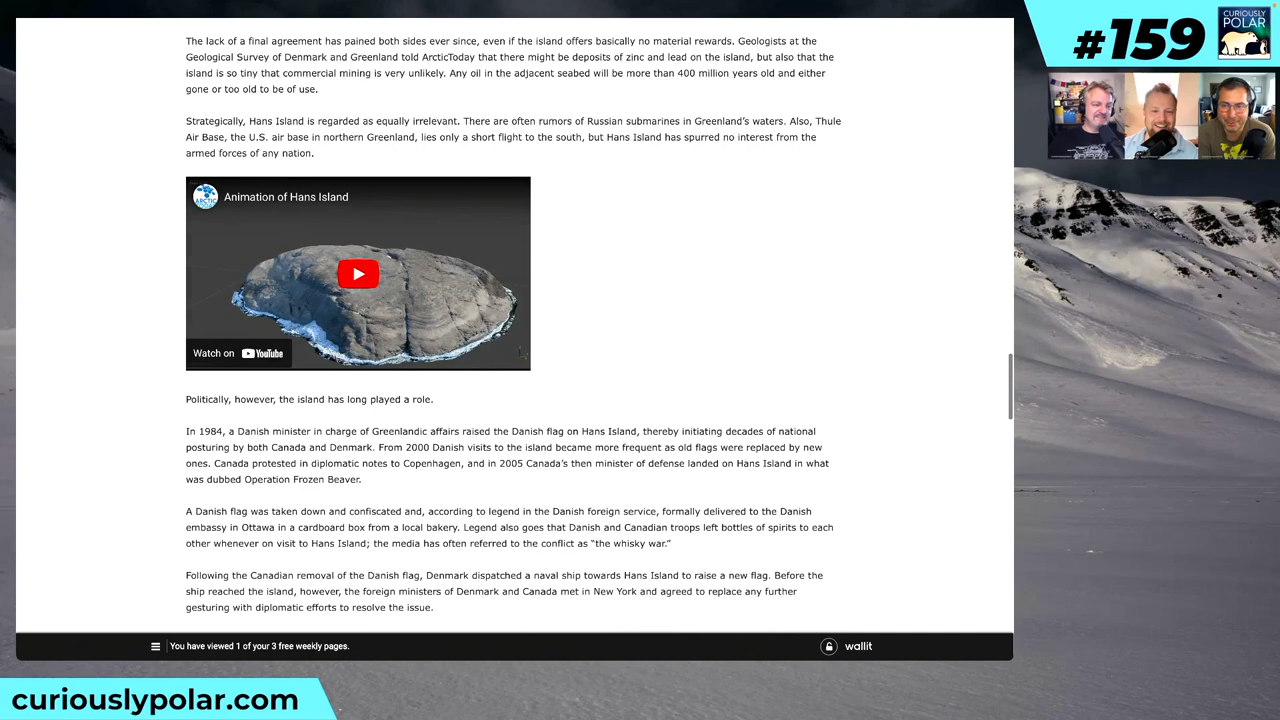 The lack of a final agreement has pained both sides ever since, even if the island offers basically no material rewards. Geologists at the
Geological Survey of Denmark and Greenland told ArcticToday that there might be deposits of zinc and lead on the island, but also that the
island is so tiny that commercial mining is very unlikely. Any oil in the adjacent seabed will be more than 400 million years old and either
gone or too old to be of use.
Strategically, Hans Island is regarded as equally irrelevant. There are often rumors of Russian submarines in Greenland's waters. Also, Thule
Air Base, the U.S. air base in northern Greenland, lies only a short flight to the south, but Hans Island has spurred no interest from the
armed forces of any nation.
ARCTIC
Animation of Hans Island
Watch on YouTube
Politically, however, the island has long played a role.
In 1984, a Danish minister in charge of Greenlandic affairs raised the Danish flag on Hans Island, thereby initiating decades of national
posturing by both Canada and Denmark. From 2000 Danish visits to the island became more frequent as old flags were replaced by new
ones. Canada protested in diplomatic notes to Copenhagen, and in 2005 Canada's then minister of defense landed on Hans Island in what
was dubbed Operation Frozen Beaver.
A Danish flag was taken down and confiscated and, according to legend in the Danish foreign service, formally delivered to the Danish
embassy in Ottawa in a cardboard box from a local bakery. Legend also goes that Danish and Canadian troops left bottles of spirits to each
other whenever on visit to Hans Island; the media has often referred to the conflict as "the whisky war."
Following the Canadian removal of the Danish flag, Denmark dispatched a naval ship towards Hans Island to raise a new flag. Before the
ship reached the island, however, the foreign ministers of Denmark and Canada met in New York and agreed to replace any further
gesturing with diplomatic efforts to resolve the issue.
You have viewed 1 of your 3 free weekly pages.
wallit
#159
CURIOUSLY
POLAR
curiouslypolar.com